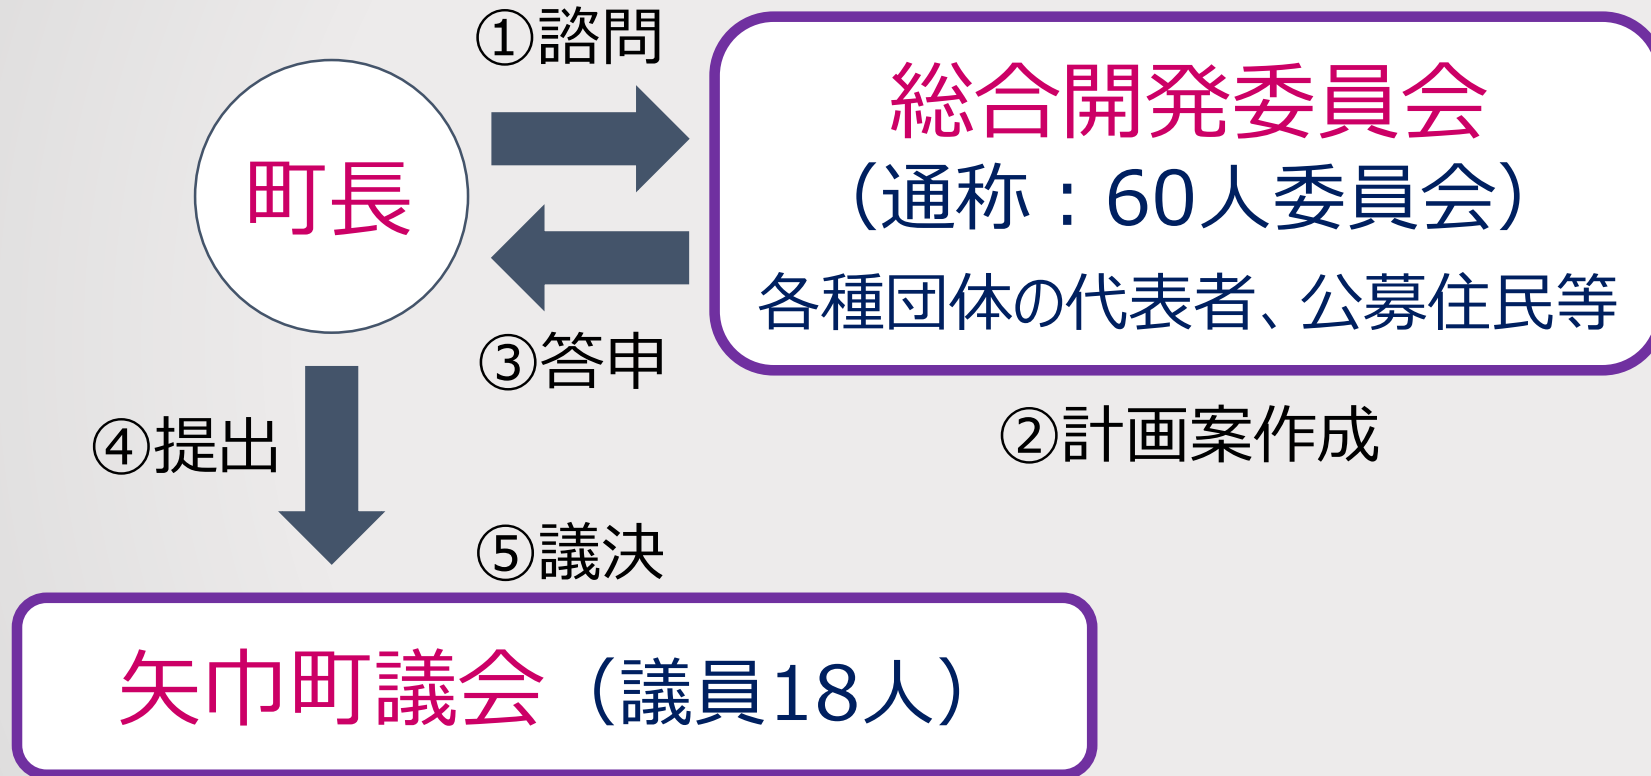 ①諮問
町長
総合開発委員会
（通称：60人委員会）
各種団体の代表者、公募住民等
③答申
②計画案作成
④提出
⑤議決
矢巾町議会（議員18人）